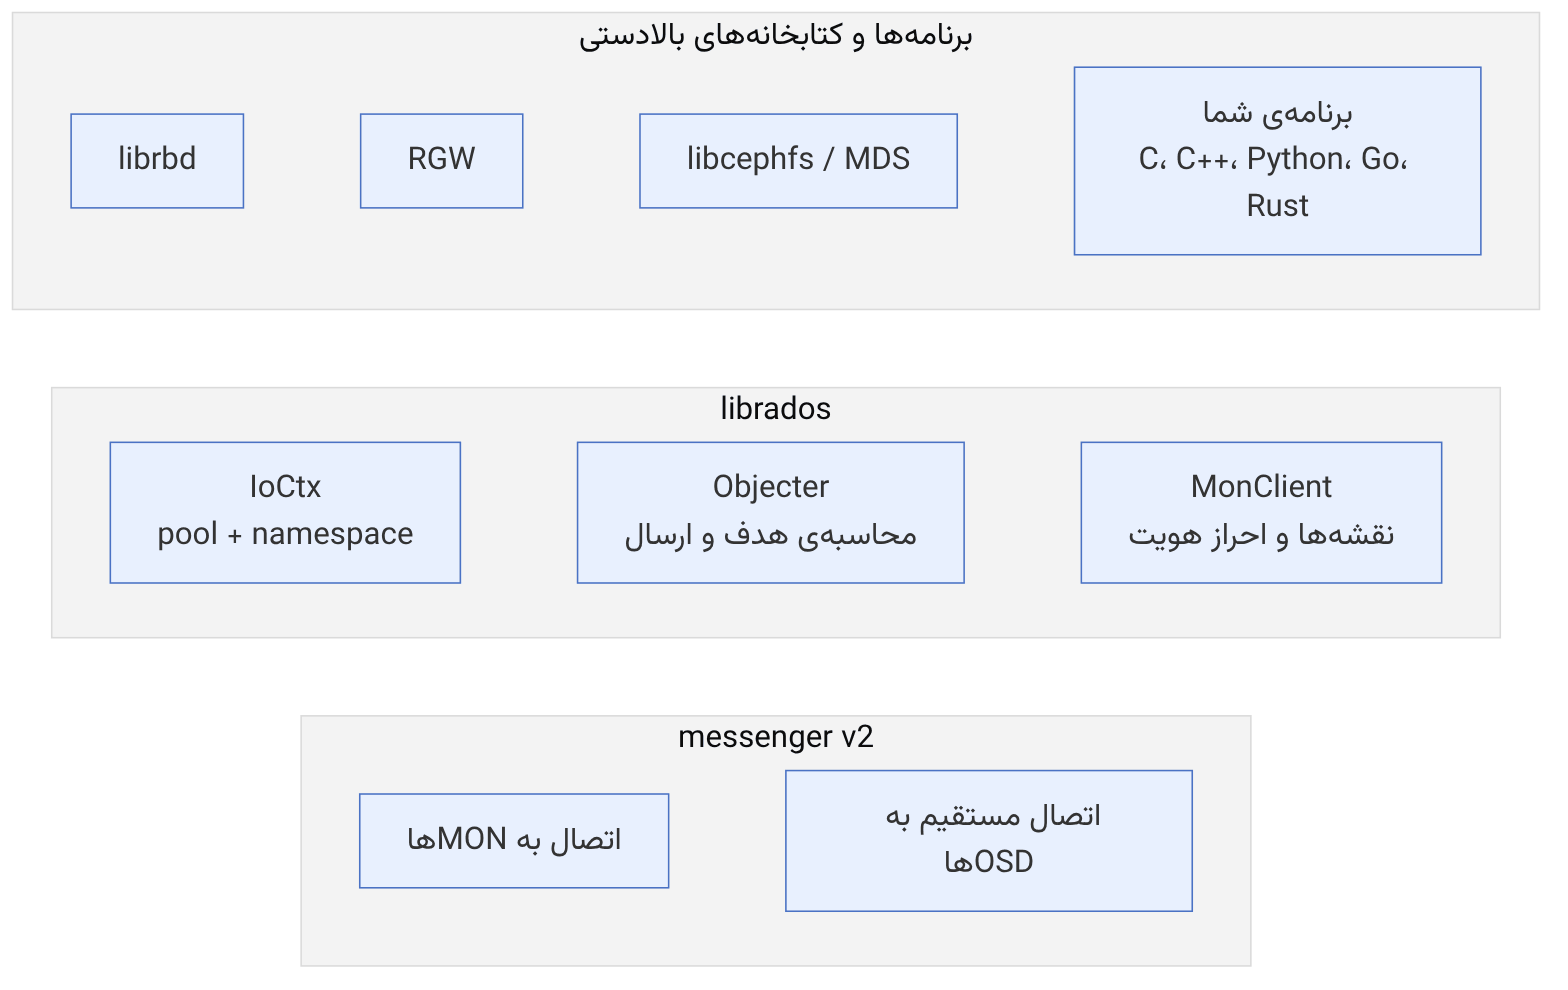 برنامه‌ها و کتابخانه‌های بالادستی
librbd
RGW
libcephfs / MDS
برنامه‌ی شما
C، C++، Python، Go،
Rust
librados
IoCtx
pool + namespace
Objecter
محاسبه‌ی هدف و ارسال
MonClient
نقشه‌ها و احراز هویت
messenger v2
اتصال به MONها
اتصال مستقیم به
OSDها